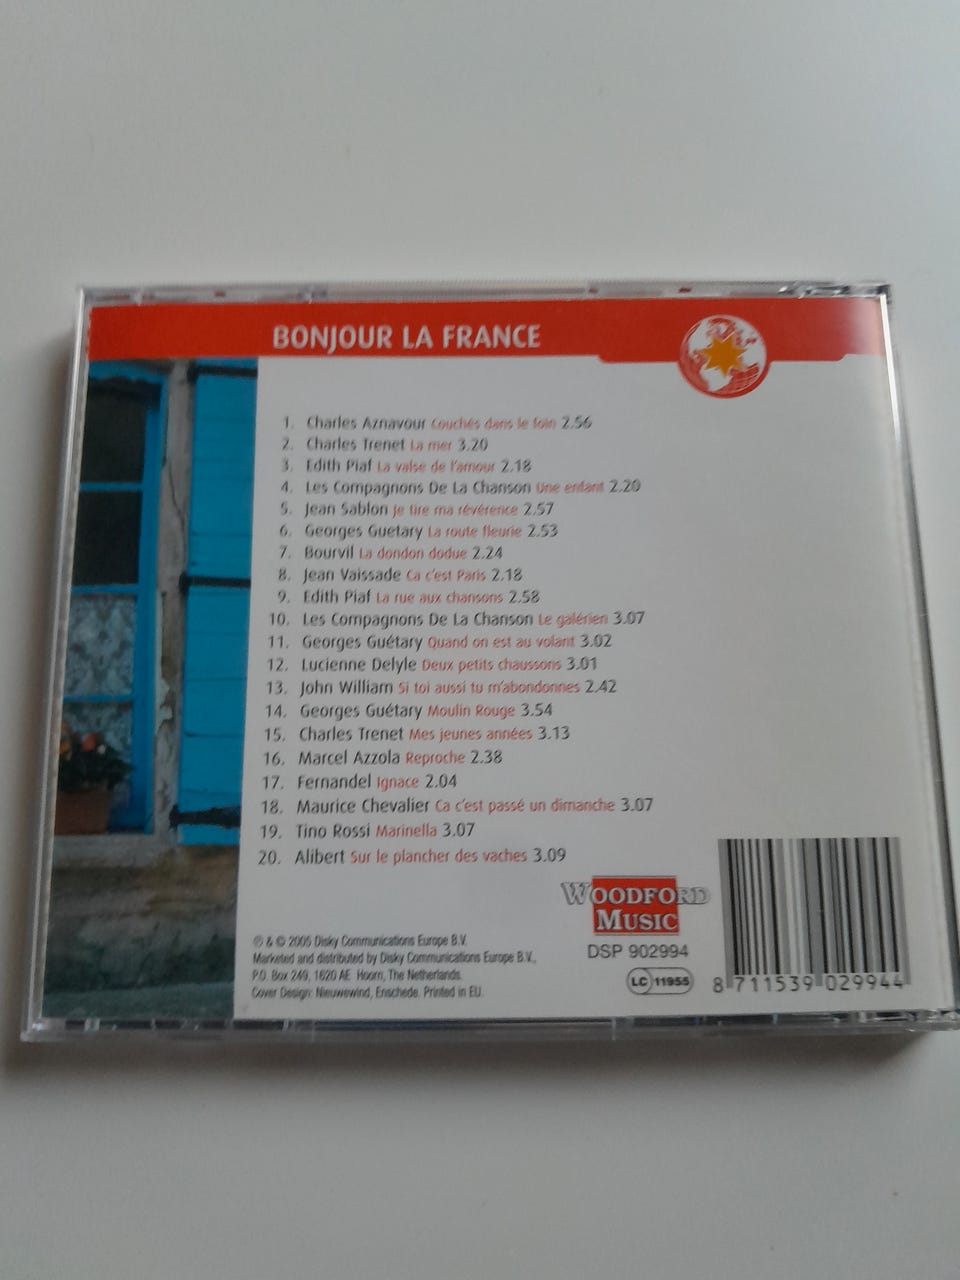 BONJOUR LA FRANCE
1. Charles Aznavour Couchés dans le foin 2.56
2. Charles Trenet La mer 3.20
3. Edith Piaf La valse de l'amour 2.18
4. Les Compagnons De La Chanson Une enfant 2.20
5. Jean Sablon Je tire ma révérence 2.57
6. Georges Guetary La route fleurie 2.53
7. Bourvil La dondon dodue 2.24
8. Jean Vaissade Ca c'est Paris 2.18
9. Edith Piaf La rue aux chansons 2.58
10. Les Compagnons De La Chanson Le galérien 3.07
11. Georges Guétary Quand on est au volant 3.02
12. Lucienne Delyle Deux petits chaussons 3.01
13. John William Si toi aussi tu m'abondonnes 2.42
14. Georges Guétary Moulin Rouge 3.54
15. Charles Trenet Mes jeunes années 3.13
16. Marcel Azzola Reproche 2.38
17. Fernandel Ignace 2.04
18. Maurice Chevalier Ca c'est passé un dimanche 3.07
19. Tino Rossi Marinella 3.07
20. Alibert Sur le plancher des vaches 3.09
WOODFORD
MUSIC
DSP 902994
LC 11955
8 711539 029944
℗ & © 2005 Disky Communications Europe B.V.
Marketed and distributed by Disky Communications Europe B.V.,
P.O. Box 249, 1620 AE Hoorn, The Netherlands.
Cover Design: Nieuwewind, Enschede. Printed in EU.